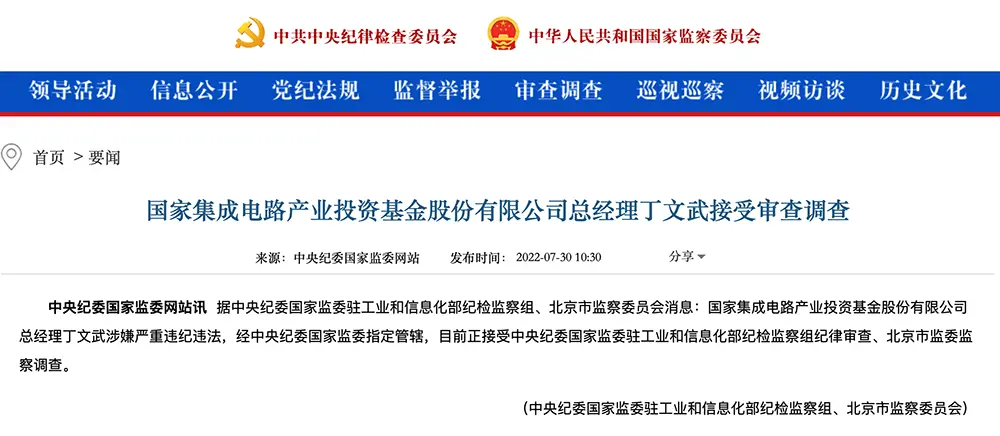 中共中央纪律检查委员会 中华人民共和国国家监察委员会
领导活动 信息公开 党纪法规 监督举报 审查调查 巡视巡察 视频访谈 历史文化
首页 > 要闻
国家集成电路产业投资基金股份有限公司总经理丁文武接受审查调查
来源：中央纪委国家监委网站 发布时间：2022-07-30 10:30 分享
中央纪委国家监委网站讯 据中央纪委国家监委驻工业和信息化部纪检监察组、北京市监察委员会消息：国家集成电路产业投资基金股份有限公司
总经理丁文武涉嫌严重违纪违法，经中央纪委国家监委指定管辖，目前正接受中央纪委国家监委驻工业和信息化部纪检监察组纪律审查、北京市监委监
察调查。
（中央纪委国家监委驻工业和信息化部纪检监察组、北京市监察委员会）